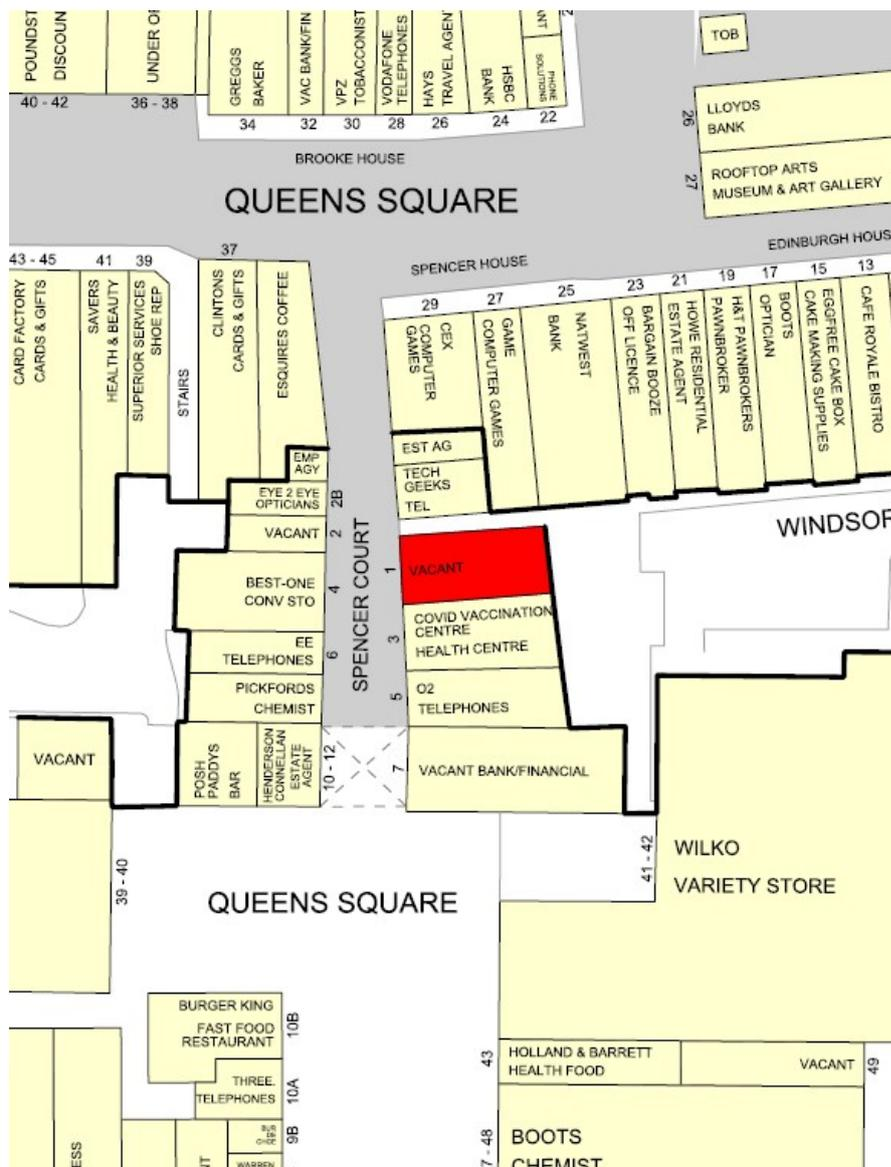 POUNDST
DISCOUN
40 - 42
UNDER OF
36 - 38
GREGGS
BAKER
34
VAC BANK/FIN
32
VPZ
TOBACCONIST
30
VODAFONE
TELEPHONES
28
HAYS
TRAVEL AGENT
26
HSBC
BANK
24
ANT
PHONE
SOLUTIONS
22
TOB
LLOYDS
BANK
26
ROOFTOP ARTS
MUSEUM & ART GALLERY
27
BROOKE HOUSE
QUEENS SQUARE
SPENCER HOUSE
EDINBURGH HOUS
43 - 45
CARD FACTORY
CARDS & GIFTS
41
SAVERS
HEALTH & BEAUTY
39
SUPERIOR SERVICES
SHOE REP
STAIRS
37
CLINTONS
CARDS & GIFTS
ESQUIRES COFFEE
29
CEX
COMPUTER
GAMES
27
GAME
COMPUTER GAMES
25
NATWEST
BANK
23
BARGAIN BOOZE
OFF LICENCE
21
HOWE RESIDENTIAL
ESTATE AGENT
19
H&T PAWNBROKERS
PAWNBROKER
17
BOOTS
OPTICIAN
15
EGGFREE CAKE BOX
CAKE MAKING SUPPLIES
13
CAFE ROYALE BISTRO
EMP
AGY
EYE 2 EYE
OPTICIANS
2B
VACANT
2
BEST-ONE
CONV STO
4
EE
TELEPHONES
6
PICKFORDS
CHEMIST
POSH
PADDYS
BAR
HENDERSON
CONNELLAN
ESTATE
AGENT
10 - 12
SPENCER COURT
EST AG
TECH
GEEKS
TEL
WINDSOR
1
VACANT
3
COVID VACCINATION
CENTRE
HEALTH CENTRE
5
O2
TELEPHONES
7
VACANT BANK/FINANCIAL
VACANT
39 - 40
QUEENS SQUARE
41 - 42
WILKO
VARIETY STORE
BURGER KING
FAST FOOD
RESTAURANT
10B
THREE.
TELEPHONES
10A
9B
WARREN
ESS
NT
43
HOLLAND & BARRETT
HEALTH FOOD
VACANT
49
7 - 48
BOOTS
CHEMIST